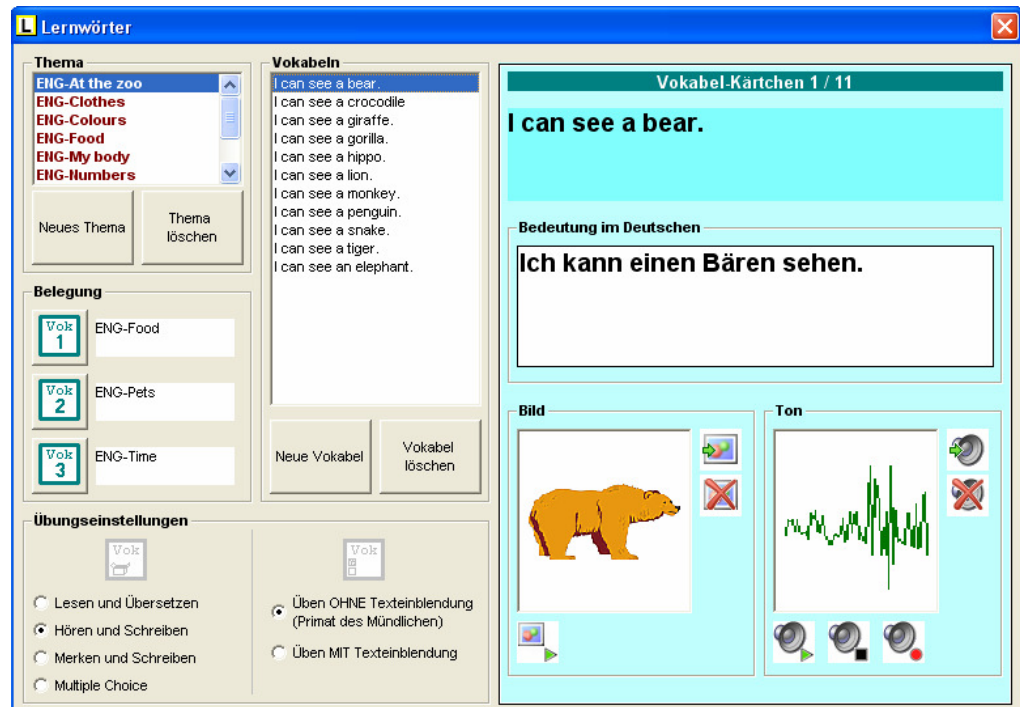 L Lernwörter
Thema
ENG-At the zoo
ENG-Clothes
ENG-Colours
ENG-Food
ENG-My body
ENG-Numbers
Neues Thema
Thema
löschen
Belegung
Vok
1
ENG-Food
Vok
2
ENG-Pets
Vok
3
ENG-Time
Vokabeln
I can see a bear.
I can see a crocodile
I can see a giraffe.
I can see a gorilla.
I can see a hippo.
I can see a lion.
I can see a monkey.
I can see a penguin.
I can see a snake.
I can see a tiger.
I can see an elephant.
Neue Vokabel
Vokabel
löschen
Übungseinstellungen
Vok
Lesen und Übersetzen
Hören und Schreiben
Merken und Schreiben
Multiple Choice
Vok
Üben OHNE Texteinblendung
(Primat des Mündlichen)
Üben MIT Texteinblendung
Vokabel-Kärtchen 1 / 11
I can see a bear.
Bedeutung im Deutschen
Ich kann einen Bären sehen.
Bild
Ton